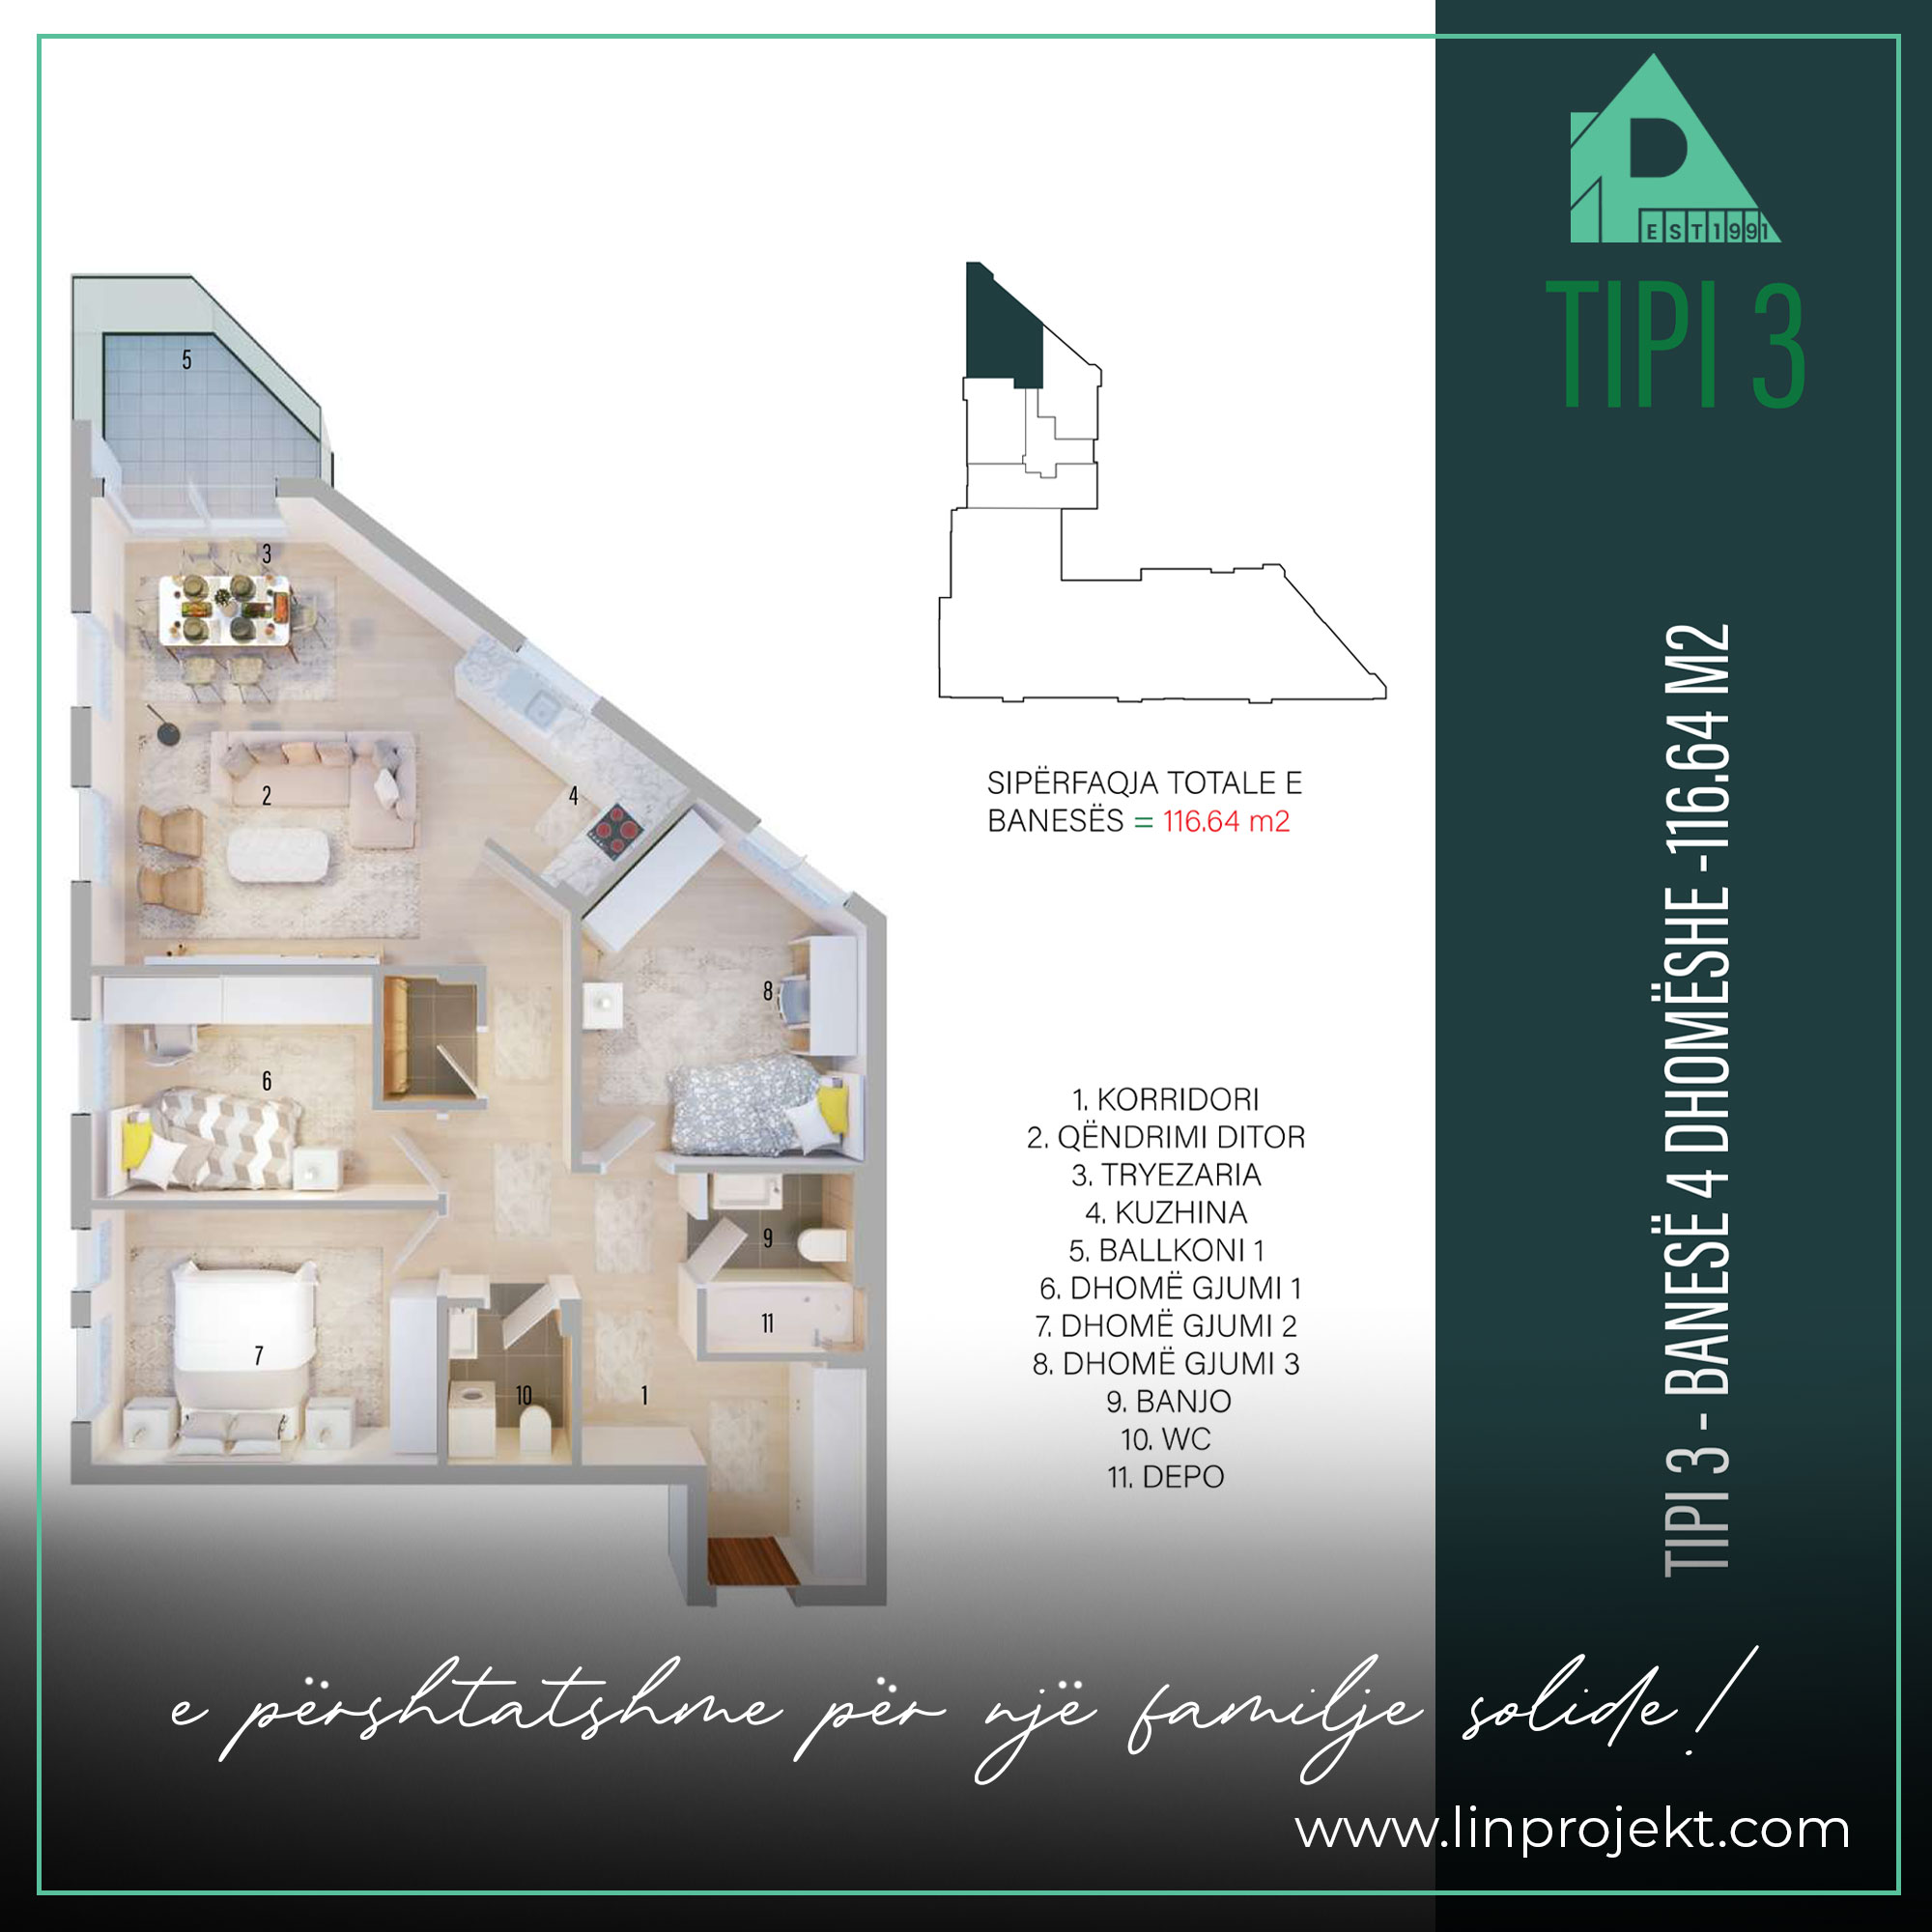 P
EST1991
TIPI 3
TIPI 3 - BANESË 4 DHOMËSHE -116.64 M2
SIPËRFAQJA TOTALE E
BANESËS = 116.64 m2
1. KORRIDORI
2. QËNDRIMI DITOR
3. TRYEZARIA
4. KUZHINA
5. BALLKONI 1
6. DHOMË GJUMI 1
7. DHOMË GJUMI 2
8. DHOMË GJUMI 3
9. BANJO
10. WC
11. DEPO
5
3
2
4
8
6
9
11
7
10
1
e përshtatshme për një familje solide!
www.linprojekt.com